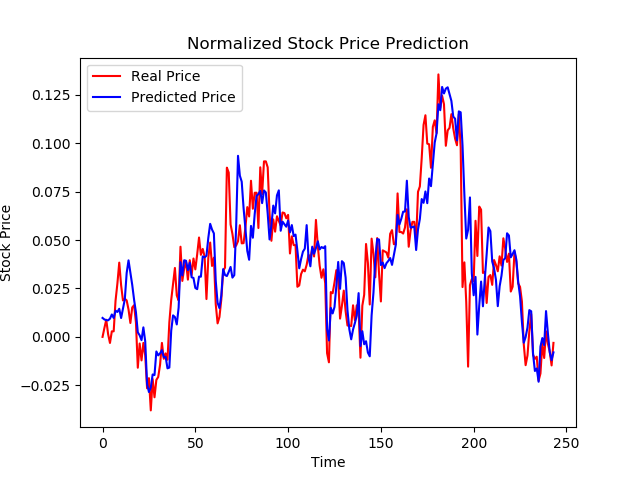 Normalized Stock Price Prediction
Real Price
Predicted Price
0.125
0.100
0.075
0.050
0.025
0.000
−0.025
Stock Price
0 50 100 150 200 250
Time